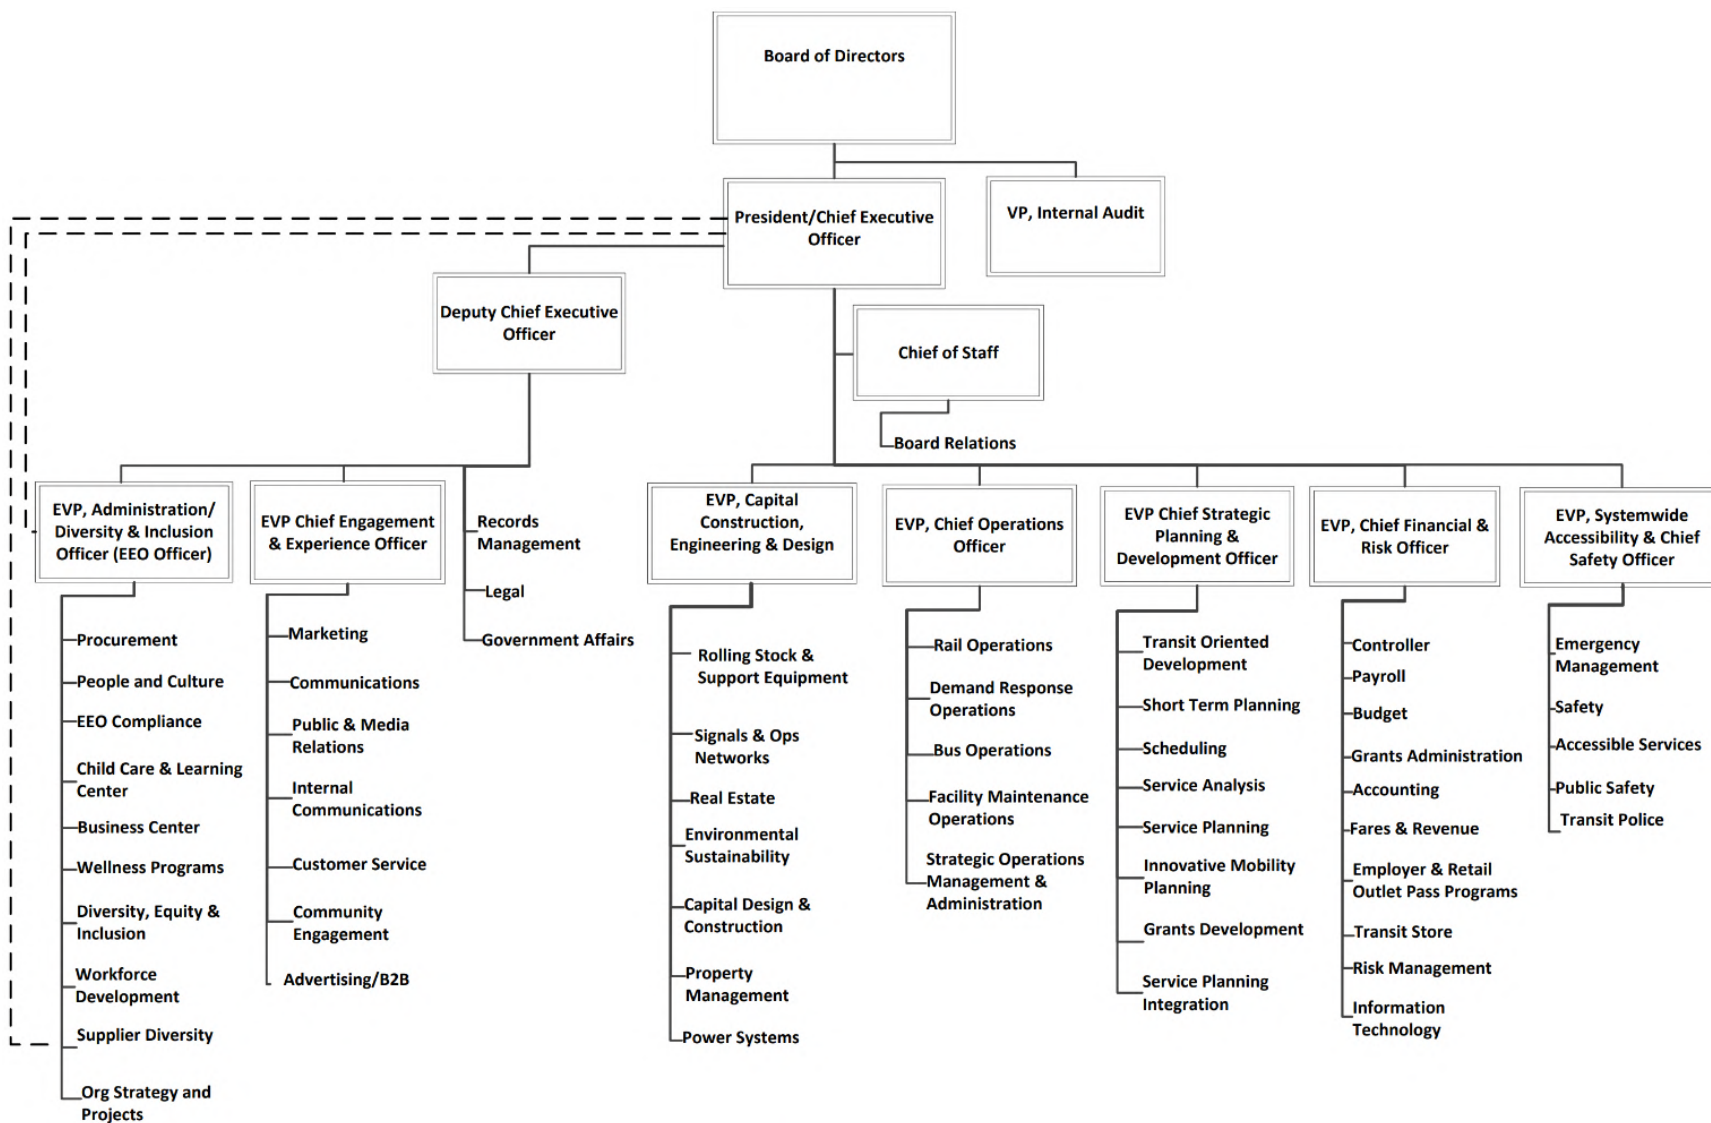 Board of Directors
President/Chief Executive
Officer
VP, Internal Audit
Deputy Chief Executive
Officer
Chief of Staff
Board Relations
EVP, Administration/
Diversity & Inclusion
Officer (EEO Officer)
Procurement
People and Culture
EEO Compliance
Child Care & Learning
Center
Business Center
Wellness Programs
Diversity, Equity &
Inclusion
Workforce
Development
Supplier Diversity
Org Strategy and
Projects
EVP Chief Engagement
& Experience Officer
Marketing
Communications
Public & Media
Relations
Internal
Communications
Customer Service
Community
Engagement
Advertising/B2B
Records
Management
Legal
Government Affairs
EVP, Capital
Construction,
Engineering & Design
Rolling Stock &
Support Equipment
Signals & Ops
Networks
Real Estate
Environmental
Sustainability
Capital Design &
Construction
Property
Management
Power Systems
EVP, Chief Operations
Officer
Rail Operations
Demand Response
Operations
Bus Operations
Facility Maintenance
Operations
Strategic Operations
Management &
Administration
EVP Chief Strategic
Planning &
Development Officer
Transit Oriented
Development
Short Term Planning
Scheduling
Service Analysis
Service Planning
Innovative Mobility
Planning
Grants Development
Service Planning
Integration
EVP, Chief Financial &
Risk Officer
Controller
Payroll
Budget
Grants Administration
Accounting
Fares & Revenue
Employer & Retail
Outlet Pass Programs
Transit Store
Risk Management
Information
Technology
EVP, Systemwide
Accessibility & Chief
Safety Officer
Emergency
Management
Safety
Accessible Services
Public Safety
Transit Police